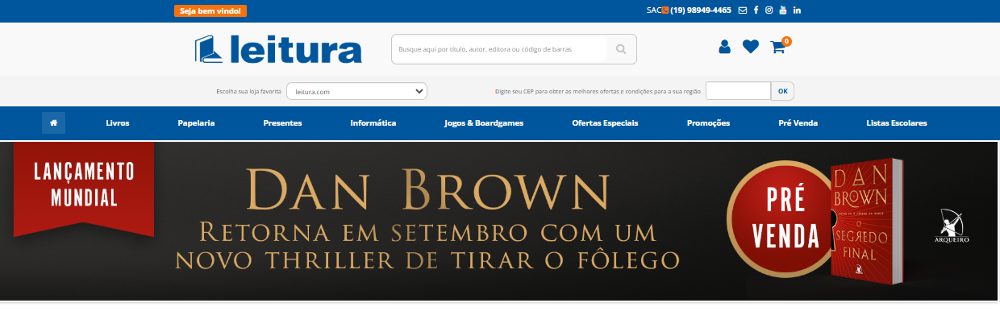 Seja bem vindo!
SAC (19) 98949-4465
leitura
Busque aqui por título, autor, editora ou código de barras
0
Escolha sua loja favorita
leitura.com
Digite seu CEP para obter as melhores ofertas e condições para a sua região
OK
Livros
Papelaria
Presentes
Informática
Jogos & Boardgames
Ofertas Especiais
Promoções
Pré Venda
Listas Escolares
LANÇAMENTO
MUNDIAL
DAN BROWN
RETORNA EM SETEMBRO COM UM
NOVO THRILLER DE TIRAR O FÔLEGO
PRÉ
VENDA
DAN
BROWN
O
SEGREDO
FINAL
ARQUEIRO